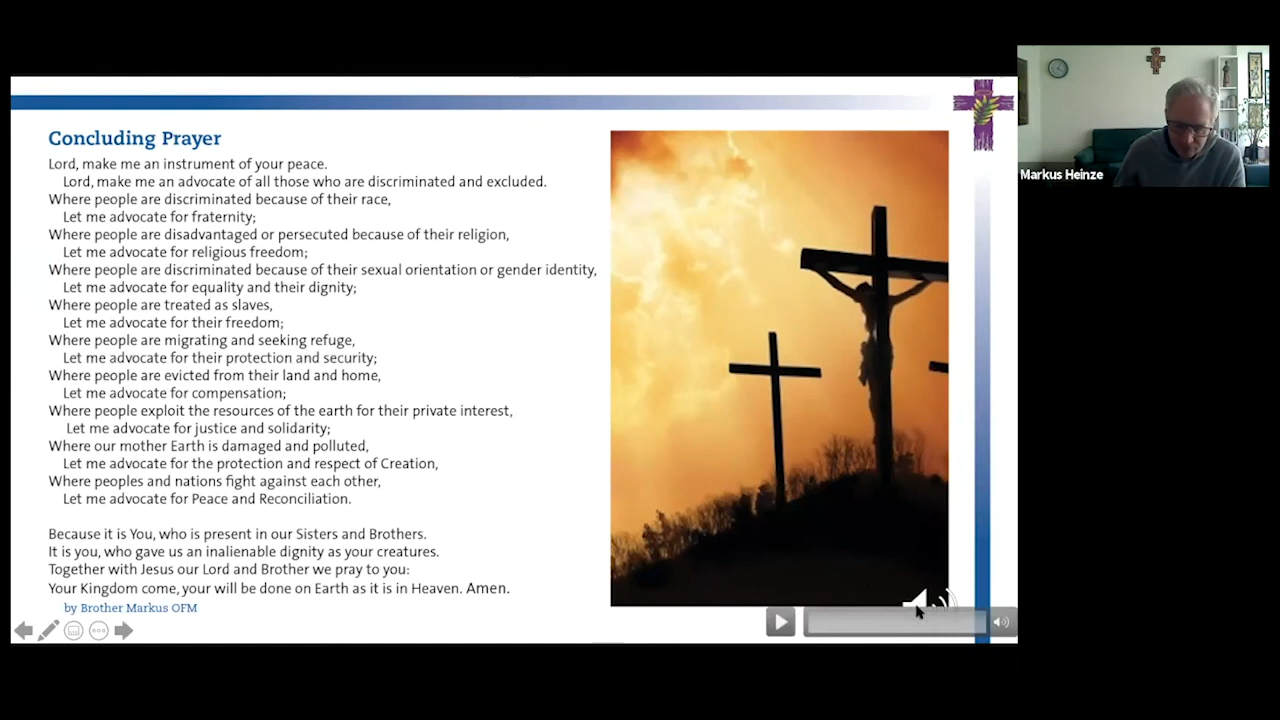 Concluding Prayer
Lord, make me an instrument of your peace.
Lord, make me an advocate of all those who are discriminated and excluded.
Where people are discriminated because of their race,
Let me advocate for fraternity;
Where people are disadvantaged or persecuted because of their religion,
Let me advocate for religious freedom;
Where people are discriminated because of their sexual orientation or gender identity,
Let me advocate for equality and their dignity;
Where people are treated as slaves,
Let me advocate for their freedom;
Where people are migrating and seeking refuge,
Let me advocate for their protection and security;
Where people are evicted from their land and home,
Let me advocate for compensation;
Where people exploit the resources of the earth for their private interest,
Let me advocate for justice and solidarity;
Where our mother Earth is damaged and polluted,
Let me advocate for the protection and respect of Creation,
Where peoples and nations fight against each other,
Let me advocate for Peace and Reconciliation.
Because it is You, who is present in our Sisters and Brothers.
It is you, who gave us an inalienable dignity as your creatures.
Together with Jesus our Lord and Brother we pray to you:
Your Kingdom come, your will be done on Earth as it is in Heaven. Amen.
by Brother Markus OFM
Markus Heinze